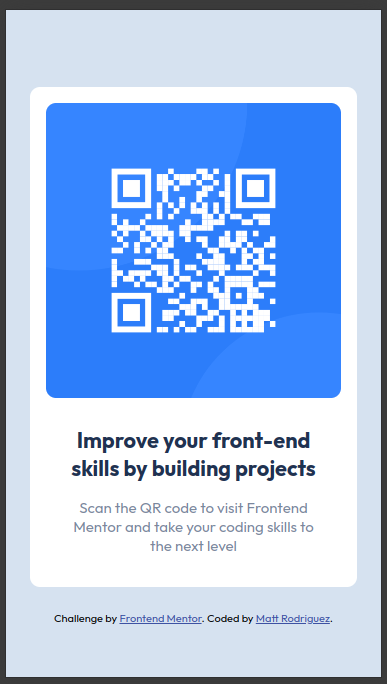 Improve your front-end
skills by building projects
Scan the QR code to visit Frontend
Mentor and take your coding skills to
the next level
Challenge by Frontend Mentor. Coded by Matt Rodriguez.